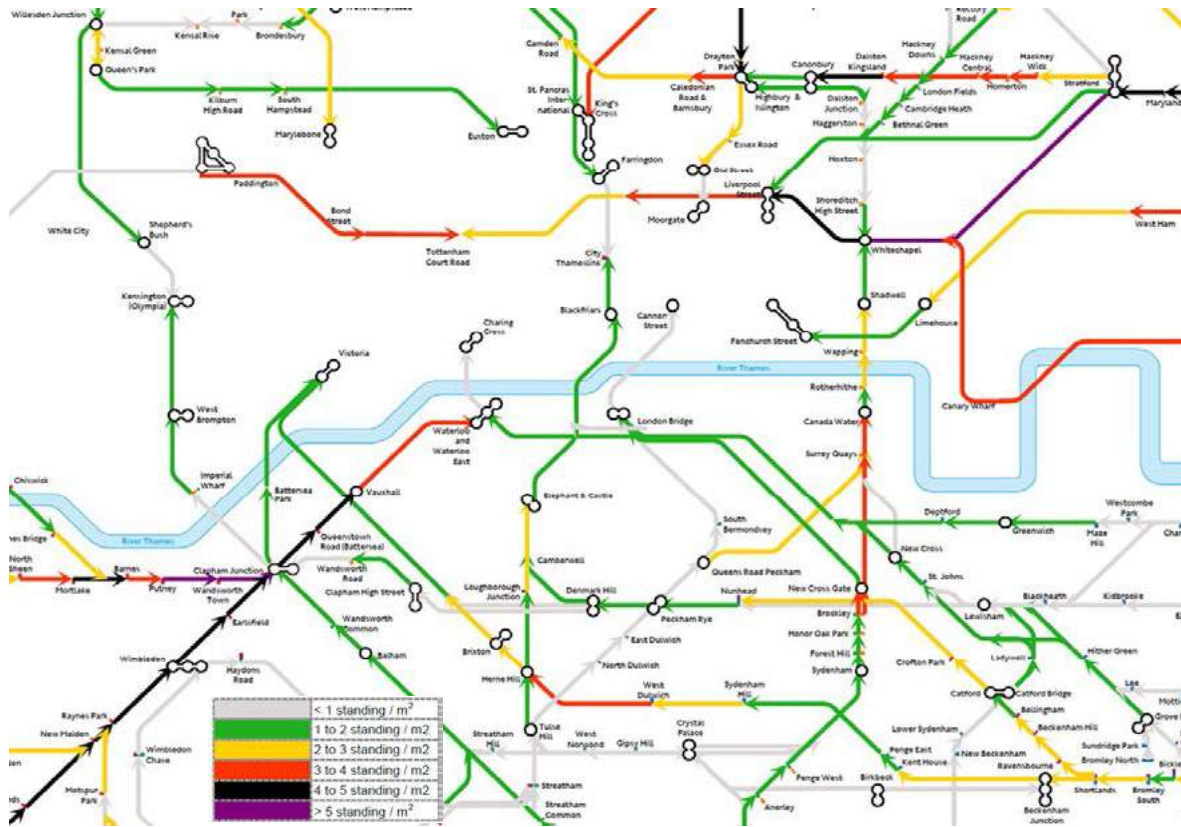 Willesden Junction
Park
Kensal Rise
Brondesbury
Kensal Green
Queen's Park
Kilburn
High Road
South
Hampstead
Marylebone
Euston
Camden
Road
St. Pancras
Inter
national
King's
Cross
Caledonian
Road &
Barnsbury
Drayton
Park
Highbury &
Islington
Canonbury
Dalston
Kingsland
Hackney
Downs
Rectory
Road
Hackney
Central
Homerton
Hackney
Wick
Stratford
Maryland
London Fields
Cambridge Heath
Bethnal Green
Dalston
Junction
Haggerston
Hoxton
Shoreditch
High Street
Essex Road
Old Street
Moorgate
Liverpool
Street
Farringdon
Paddington
Bond
Street
Tottenham
Court Road
White City
Shepherd's
Bush
Kensington
(Olympia)
West
Brompton
Imperial
Wharf
City
Thameslink
Blackfriars
Cannon
Street
Charing
Cross
Victoria
Whitechapel
West Ham
Shadwell
Limehouse
Fenchurch Street
Wapping
Rotherhithe
River Thames
Canada Water
Canary Wharf
Surrey Quays
London Bridge
Waterloo
and
Waterloo
East
Vauxhall
Battersea
Park
Chiswick
River Thames
nes Bridge
North
Sheen
Mortlake
Barnes
Putney
Wandsworth
Town
Clapham Junction
Queenstown
Road (Battersea)
Wandsworth
Road
Clapham High Street
Elephant & Castle
Camberwell
Loughborough
Junction
Denmark
Hill
Peckham Rye
South
Bermondsey
Queens Road Peckham
Nunhead
New Cross Gate
New Cross
Deptford
Greenwich
Maze
Hill
Westcombe
Park
Char
St. Johns
Lewisham
Blackheath
Kidbrooke
Brockley
Honor Oak Park
Forest Hill
Sydenham
Crofton Park
Ladywell
Hither Green
Catford
Catford Bridge
Lee
Motti
Grove
Bellingham
Beckenham Hill
Ravensbourne
Lower Sydenham
New Beckenham
Sundridge Park
Bromley North
Bickle
Bromley
South
Shortlands
Beckenham
Junction
Birkbeck
Kent House
Penge East
Penge West
Anerley
Crystal
Palace
Sydenham
Hill
West
Dulwich
Gipsy Hill
West
Norwood
East Dulwich
North Dulwich
Tulse
Hill
Herne Hill
Brixton
Streatham
Hill
Streatham
Streatham
Common
Balham
Wandsworth
Common
Earlsfield
Wimbledon
Haydons
Road
Wimbledon
Chase
Raynes Park
New Malden
Motspur
Park
< 1 standing / m²
1 to 2 standing / m2
2 to 3 standing / m2
3 to 4 standing / m2
4 to 5 standing / m2
> 5 standing / m²